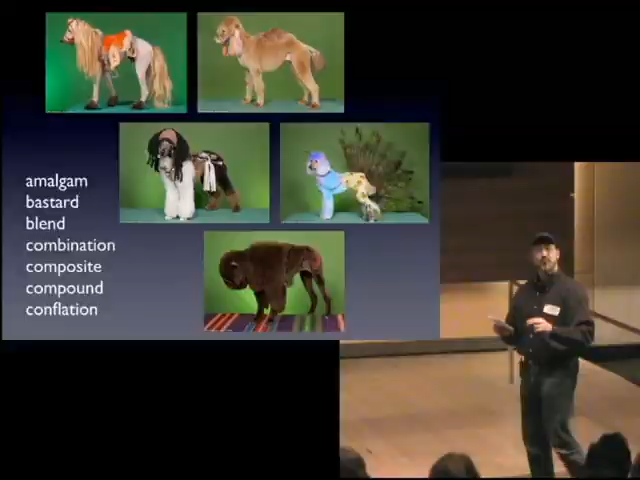 amalgam
bastard
blend
combination
composite
compound
conflation